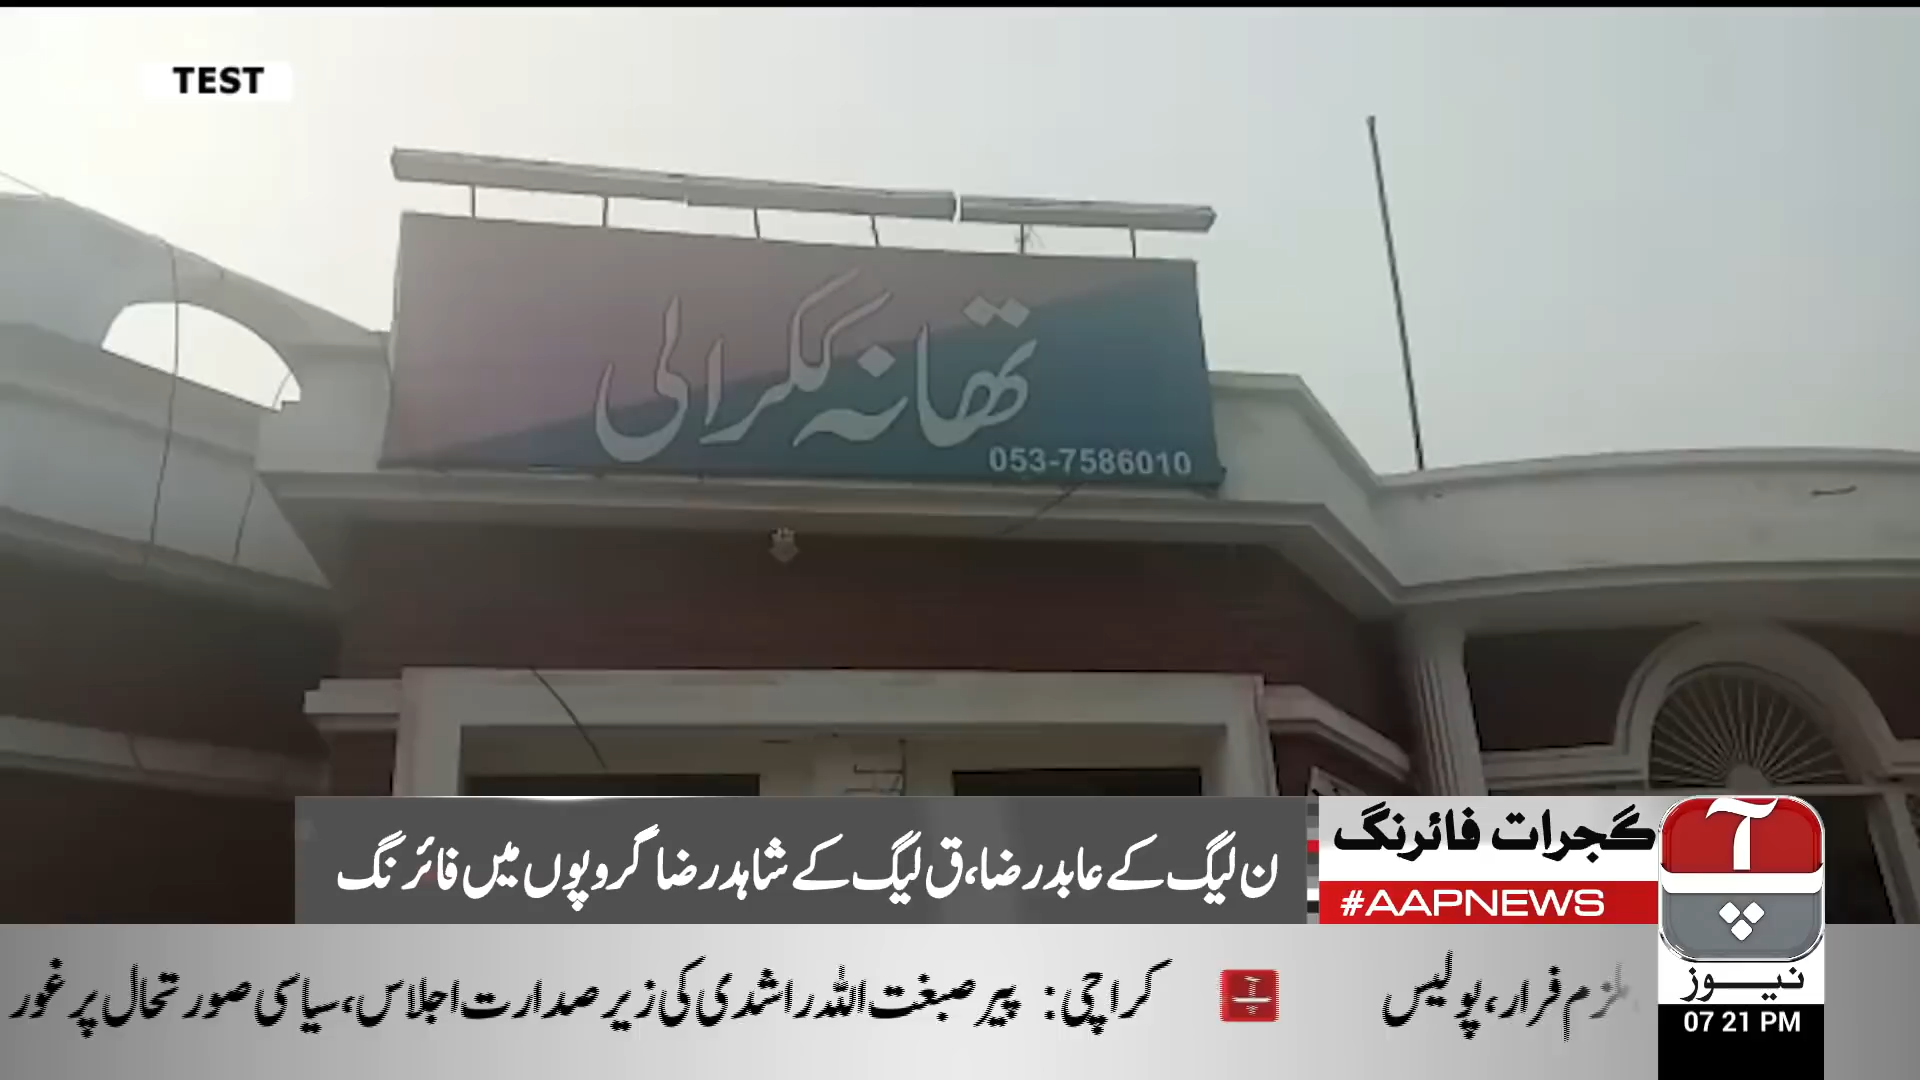 TEST
تھانہ ککرالی
053-7586010
گجرات فائرنگ
#AAPNEWS
ن لیگ کے عابد رضا، ق لیگ کے شاہد رضا گروپوں میں فائرنگ
آپ
نیوز
07 21 PM
ملزم فرار، پولیس
کراچی: پیر صبغت اللہ راشدی کی زیر صدارت اجلاس، سیاسی صورتحال پر غور